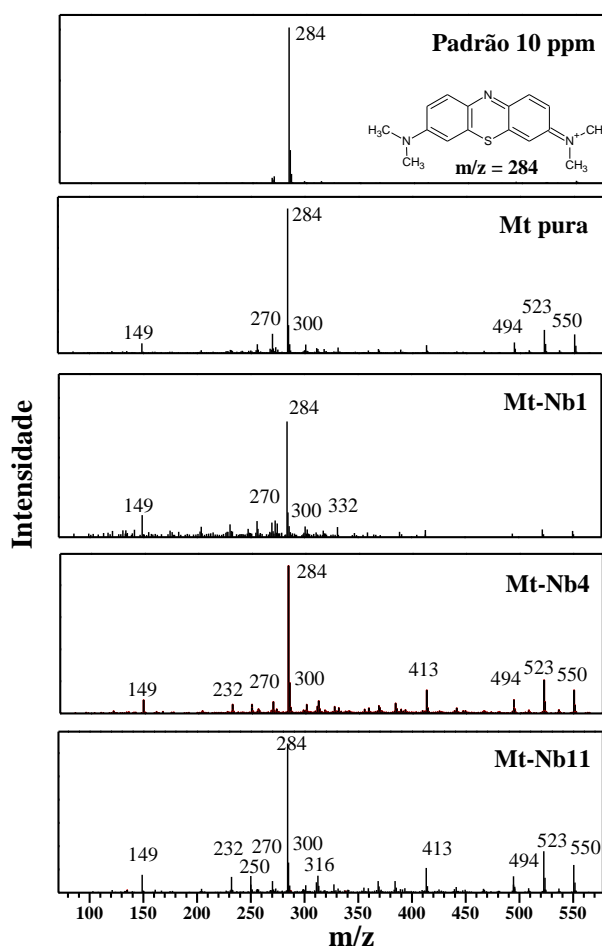 284
Padrão 10 ppm
N
H3C
N
CH3
S
N+
CH3
CH3
m/z = 284
284
Mt pura
149
270
300
494
523
550
284
Mt-Nb1
149
270
300
332
284
Mt-Nb4
149
232
270
300
413
494
523
550
284
Mt-Nb11
149
232
250
270
300
316
413
494
523
550
100 150 200 250 300 350 400 450 500 550
m/z
Intensidade